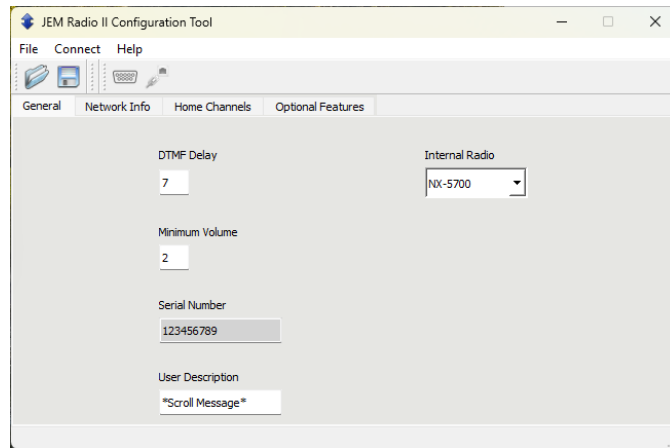 JEM Radio II Configuration Tool
File Connect Help
General Network Info Home Channels Optional Features
DTMF Delay Internal Radio
7 NX-5700
Minimum Volume
2
Serial Number
123456789
User Description
*Scroll Message*